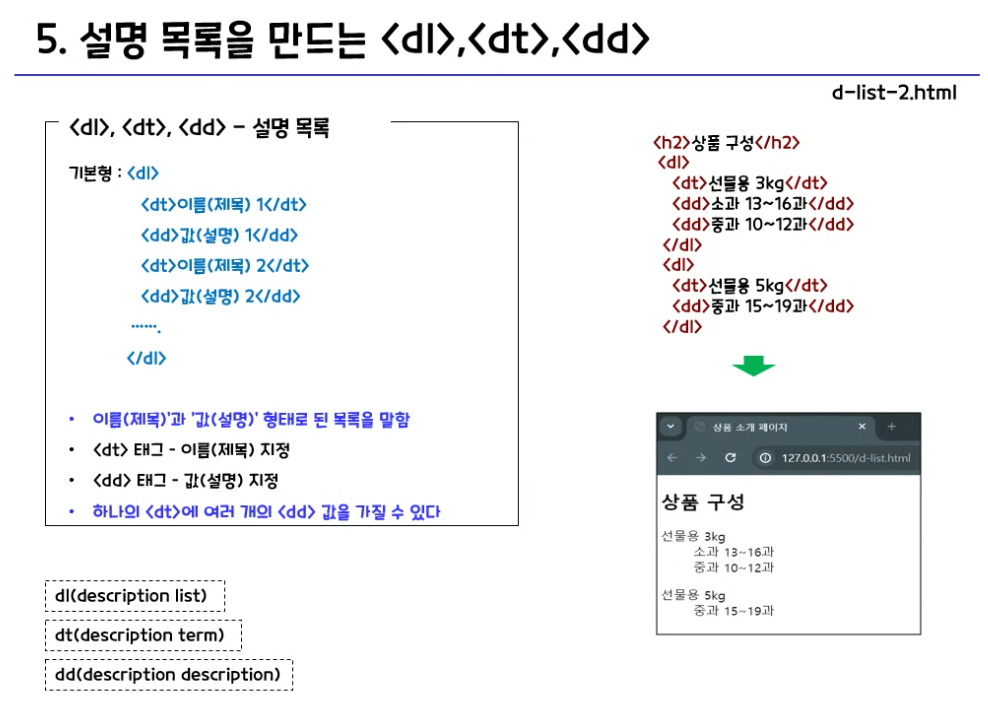 5. 설명 목록을 만드는 <dl>,<dt>,<dd>
d-list-2.html
<dl>, <dt>, <dd> - 설명 목록
기본형 : <dl>
<dt>이름(제목) 1</dt>
<dd>값(설명) 1</dd>
<dt>이름(제목) 2</dt>
<dd>값(설명) 2</dd>
…….
</dl>
• 이름(제목)'과 '값(설명)' 형태로 된 목록을 말함
• <dt> 태그 - 이름(제목) 지정
• <dd> 태그 - 값(설명) 지정
• 하나의 <dt>에 여러 개의 <dd> 값을 가질 수 있다
dl(description list)
dt(description term)
dd(description description)
<h2>상품 구성</h2>
<dl>
<dt>선물용 3kg</dt>
<dd>소과 13~16과</dd>
<dd>중과 10~12과</dd>
</dl>
<dl>
<dt>선물용 5kg</dt>
<dd>중과 15~19과</dd>
</dl>
상품 소개 페이지
127.0.0.1:5500/d-list.html
상품 구성
선물용 3kg
소과 13~16과
중과 10~12과
선물용 5kg
중과 15~19과